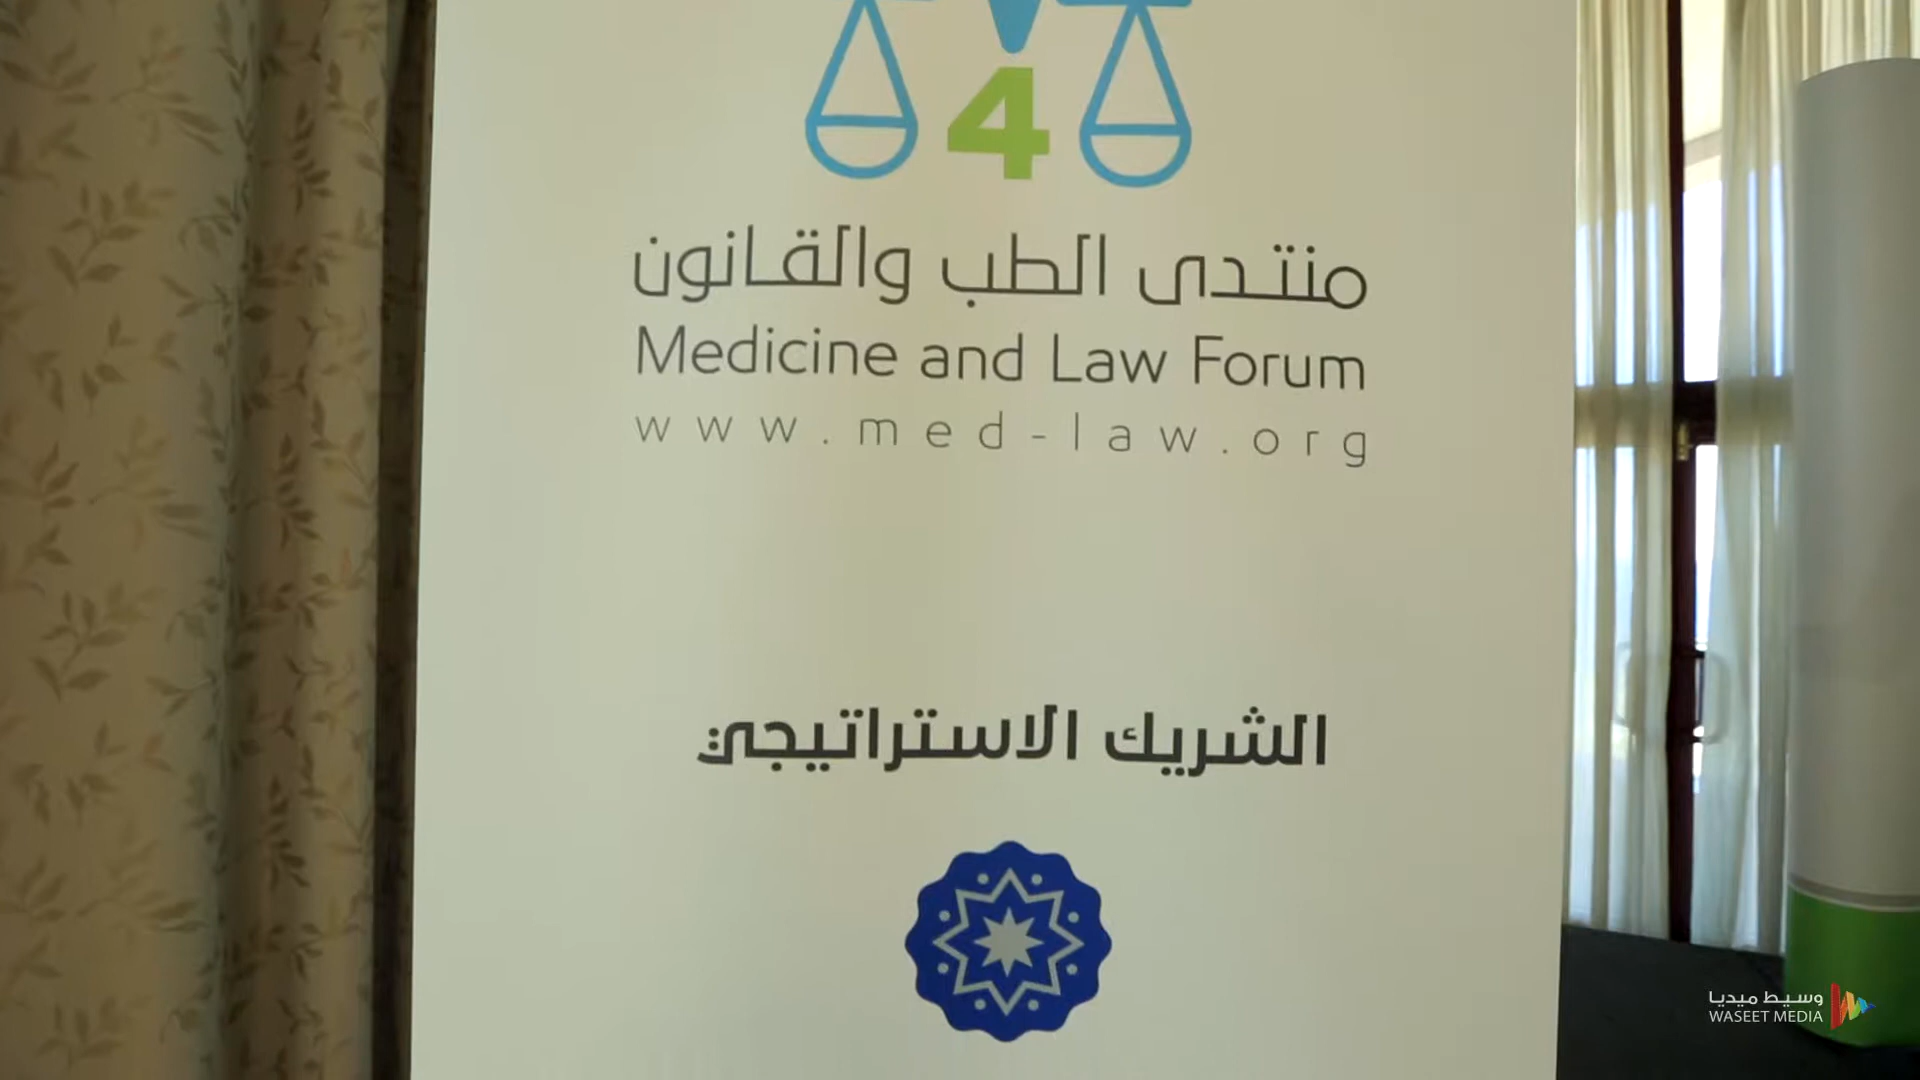 4
منتدى الطب والقانون
Medicine and Law Forum
www.med-law.org
الشريك الاستراتيجي:
وسيط ميديا
WASEET MEDIA